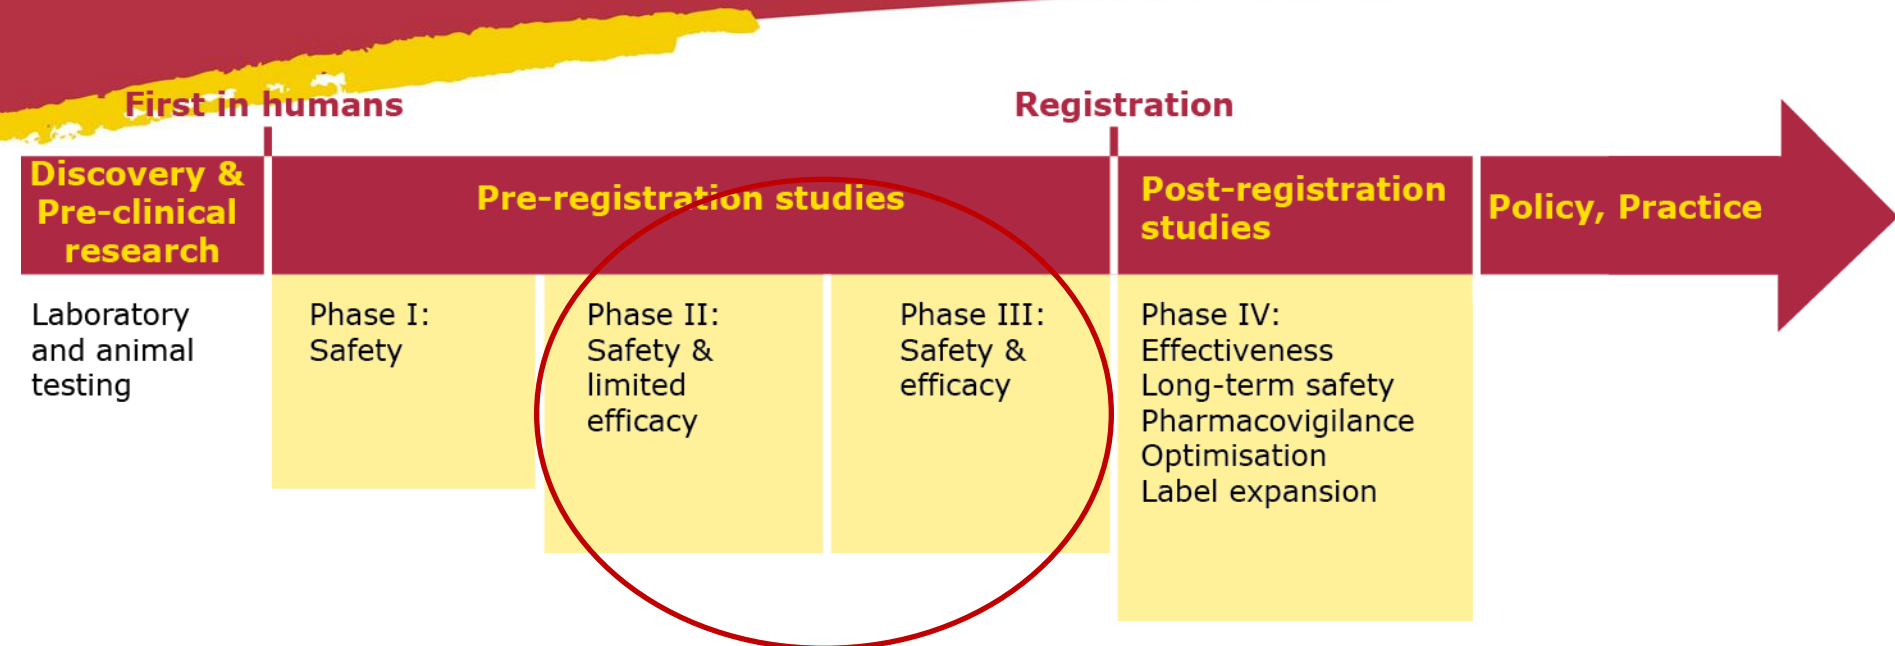 First in humans
Registration
Discovery &
Pre-clinical
research
Pre-registration studies
Post-registration
studies
Policy, Practice
Laboratory
and animal
testing
Phase I:
Safety
Phase II:
Safety &
limited
efficacy
Phase III:
Safety &
efficacy
Phase IV:
Effectiveness
Long-term safety
Pharmacovigilance
Optimisation
Label expansion